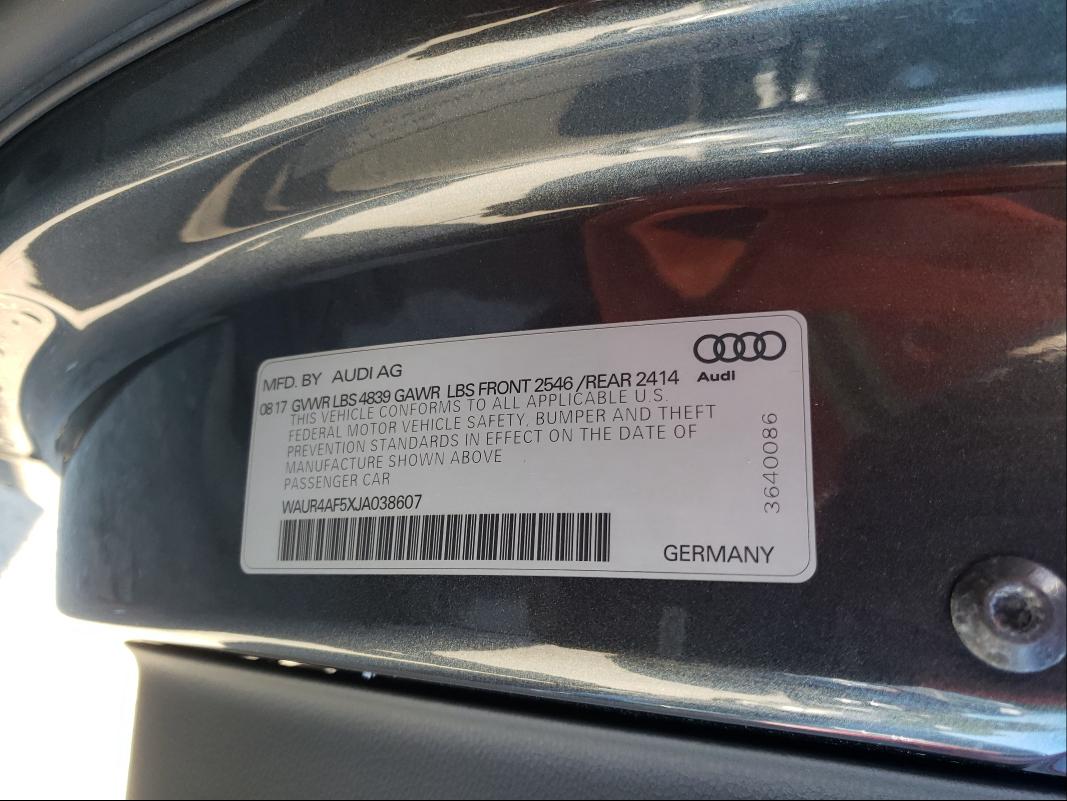 MFD. BY AUDI AG
Audi
08 17 GVWR LBS 4839 GAWR LBS FRONT 2546 /REAR 2414
THIS VEHICLE CONFORMS TO ALL APPLICABLE U.S.
FEDERAL MOTOR VEHICLE SAFETY, BUMPER AND THEFT
PREVENTION STANDARDS IN EFFECT ON THE DATE OF
MANUFACTURE SHOWN ABOVE
PASSENGER CAR
WAUR4AF5XJA038607
GERMANY
3640086